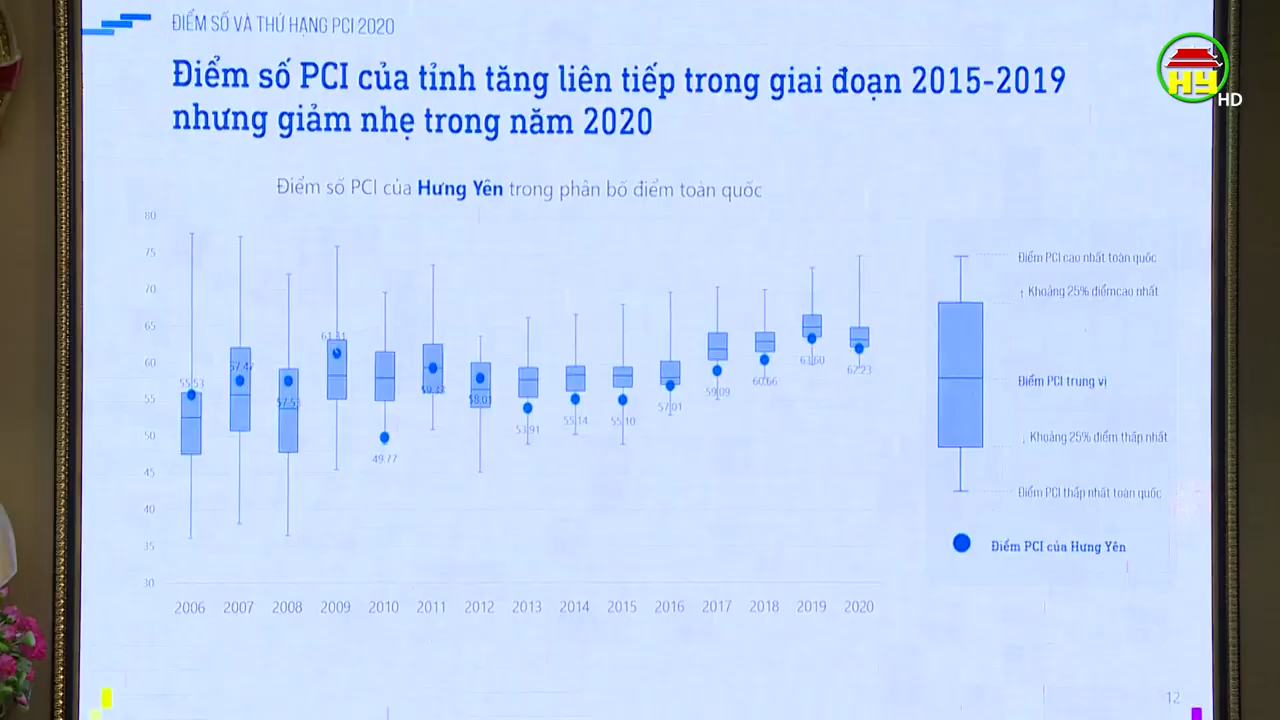 ĐIỂM SỐ VÀ THỨ HẠNG PCI 2020
HY
HD
Điểm số PCI của tỉnh tăng liên tiếp trong giai đoạn 2015-2019
nhưng giảm nhẹ trong năm 2020
Điểm số PCI của Hưng Yên trong phân bố điểm toàn quốc
80
75
70
65
60
55
50
45
40
35
30
55.53
57.47
57.53
61.31
49.77
58.01
53.91
55.14
55.10
57.01
59.09
60.66
63.60
62.23
2006 2007 2008 2009 2010 2011 2012 2013 2014 2015 2016 2017 2018 2019 2020
Điểm PCI cao nhất toàn quốc
↑ Khoảng 25% điểmcao nhất
Điểm PCI trung vị
↓ Khoảng 25% điểm thấp nhất
Điểm PCI thấp nhất toàn quốc
Điểm PCI của Hưng Yên
12